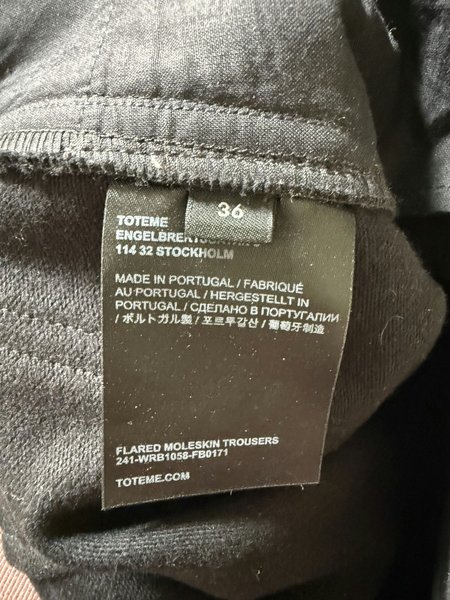 36
TOTEME
114 32 STOCKHOLM
MADE IN PORTUGAL / FABRIQUÉ
AU PORTUGAL / HERGESTELLT IN
PORTUGAL / СДЕЛАНО В ПОРТУГАЛИИ
/ ポルトガル製 / 포르투갈산 / 葡萄牙制造
FLARED MOLESKIN TROUSERS
241-WRB1058-FB0171
TOTEME.COM